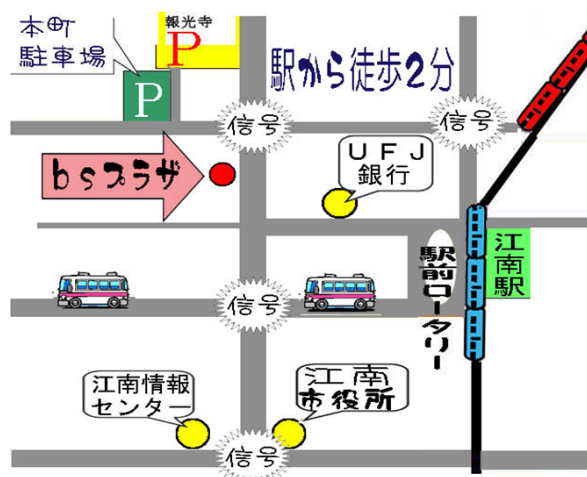 本町
駐車場
報光寺
P
P
駅から徒歩2分
信号
信号
bsプラザ
UFJ
銀行
江南駅
駅前ロータリー
信号
江南情報
センター
江南
市役所
信号